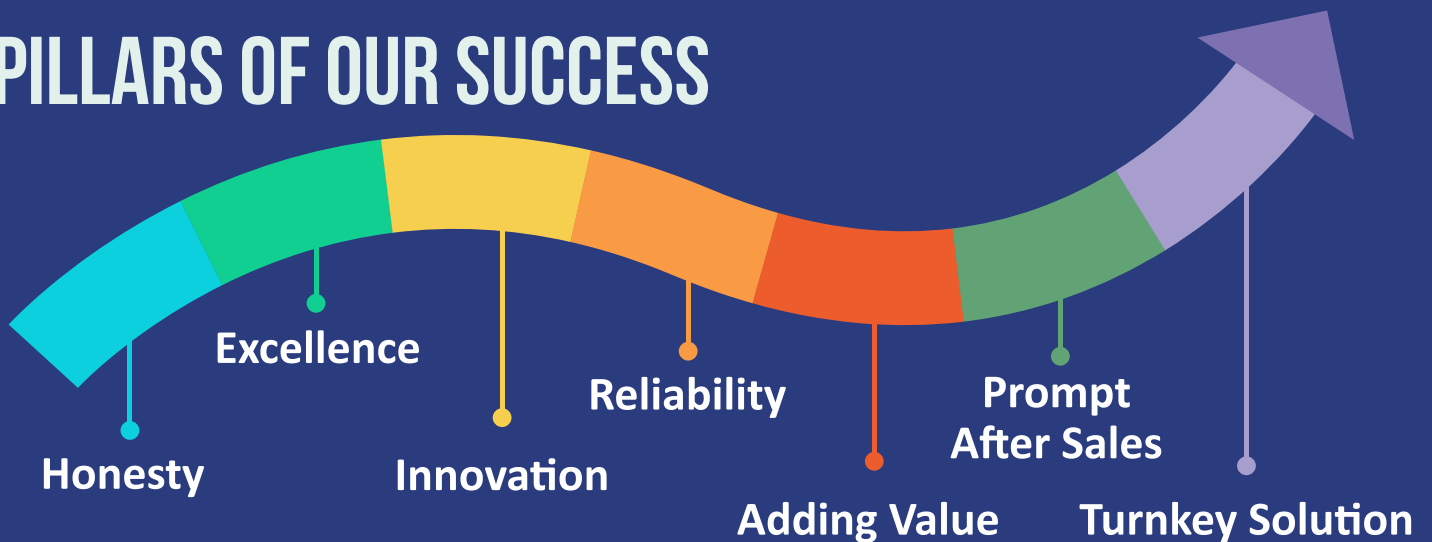 PILLARS OF OUR SUCCESS
Honesty
Excellence
Innovation
Reliability
Adding Value
Prompt
After Sales
Turnkey Solution